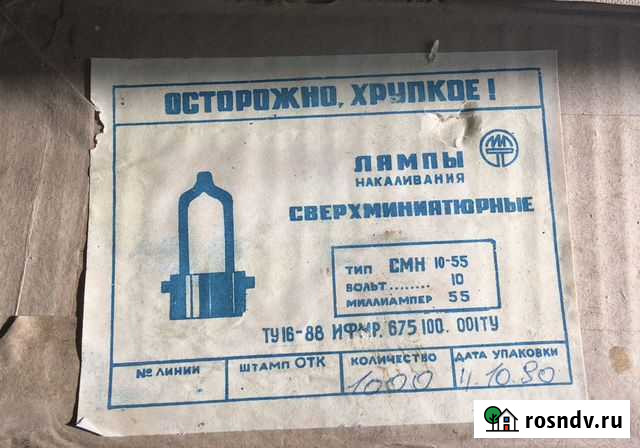 ОСТОРОЖНО, ХРУПКОЕ!
ЛАМПЫ
НАКАЛИВАНИЯ
СВЕРХМИНИАТЮРНЫЕ
ТИП СМН 10-55
ВОЛЬТ........ 10
МИЛЛИАМПЕР 55
ТУ16-88 ИФМР. 675 100. 001ТУ
№ ЛИНИИ
ШТАМП ОТК
КОЛИЧЕСТВО
1000
ДАТА УПАКОВКИ
4.10.90
rosndv.ru